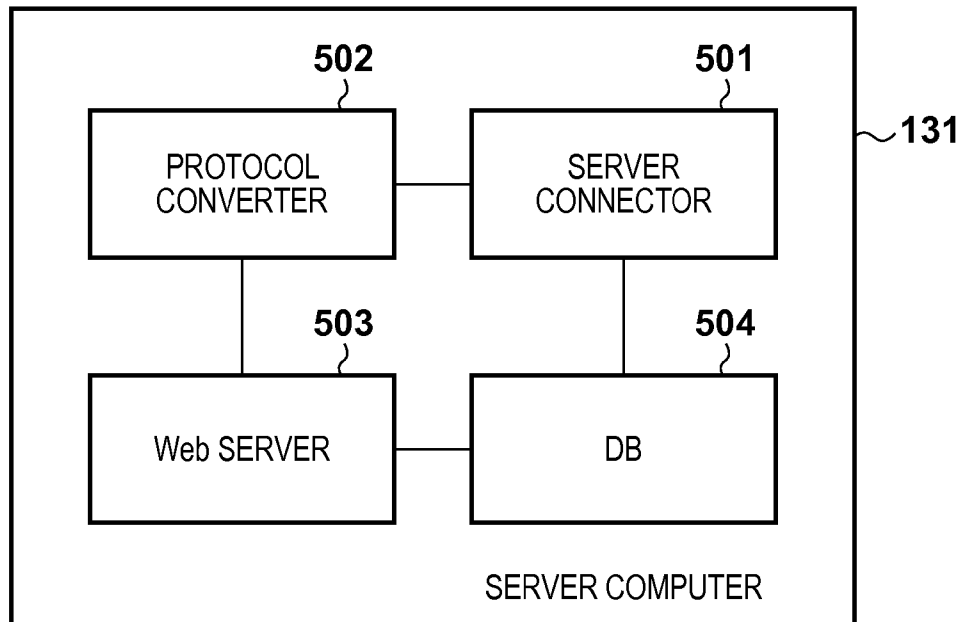 502
501
131
PROTOCOL
CONVERTER
SERVER
CONNECTOR
503
504
Web SERVER
DB
SERVER COMPUTER